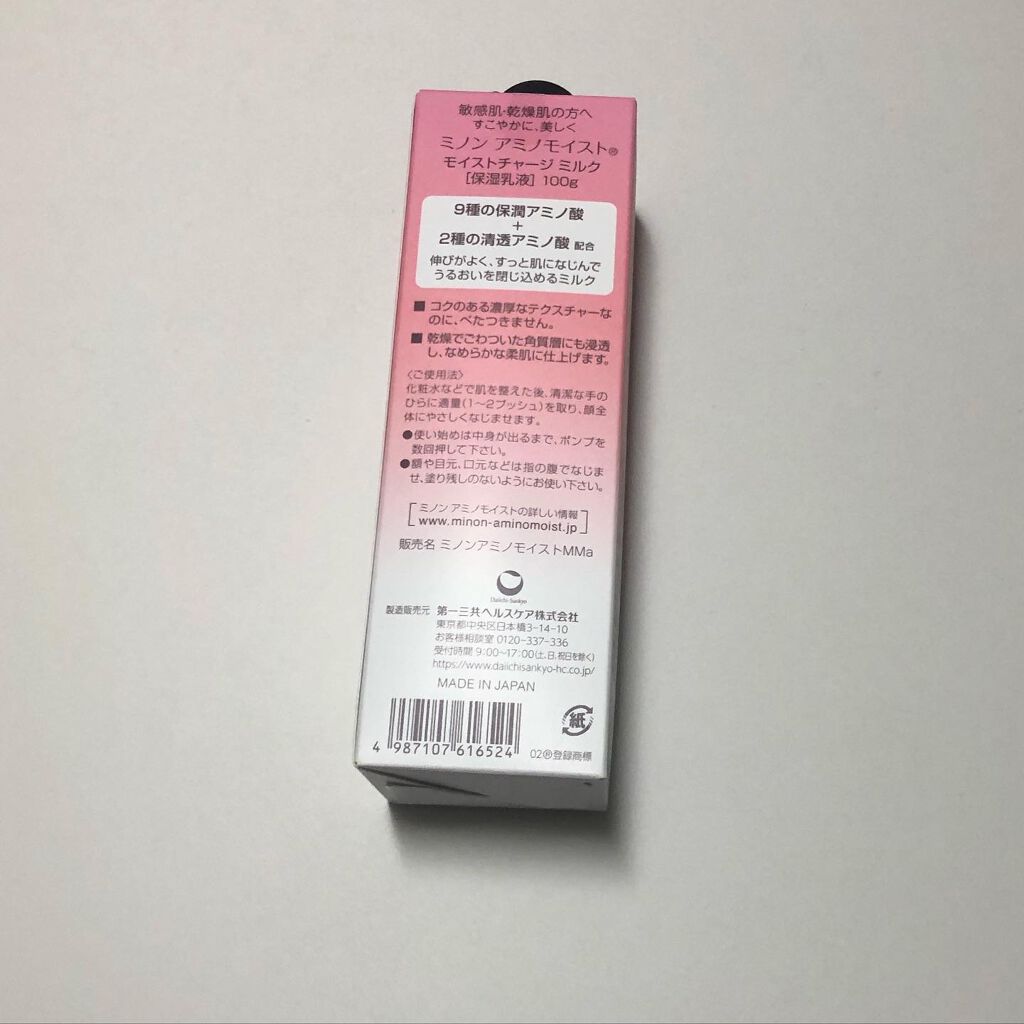 敏感肌・乾燥肌の方へ
すこやかに、美しく
ミノン アミノモイスト®
モイストチャージ ミルク
[保湿乳液] 100g
9種の保潤アミノ酸
+
2種の清透アミノ酸 配合
伸びがよく、すっと肌になじんで
うるおいを閉じ込めるミルク
■ コクのある濃厚なテクスチャーな
のに、べたつきません。
■ 乾燥でごわついた角質層にも浸透
し、なめらかな柔肌に仕上げます。
〈ご使用法〉
化粧水などで肌を整えた後、清潔な手の
ひらに適量(1〜2プッシュ)を取り、顔全
体にやさしくなじませます。
●使い始めは中身が出るまで、ポンプを
数回押して下さい。
●額や目元、口元などは指の腹でなじま
せ、塗り残しのないようにお使い下さい。
[ミノン アミノモイストの詳しい情報
www.minon-aminomoist.jp]
販売名 ミノンアミノモイストMMa
Daiichi-Sankyo
製造販売元 第一三共ヘルスケア株式会社
東京都中央区日本橋3-14-10
お客様相談室 0120-337-336
受付時間 9:00〜17:00(土、日、祝日を除く)
https://www.daiichisankyo-hc.co.jp/
MADE IN JAPAN
紙
4 987107 616524
02®登録商標